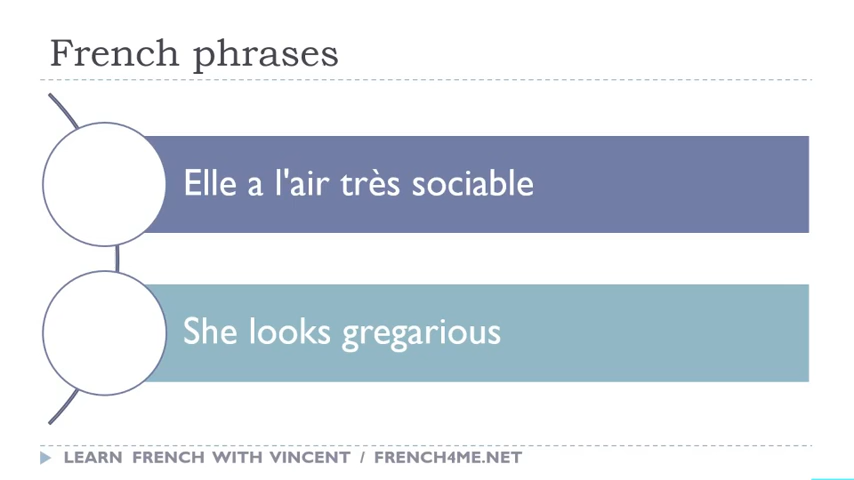 French phrases
Elle a l'air très sociable
She looks gregarious
LEARN FRENCH WITH VINCENT / FRENCH4ME.NET